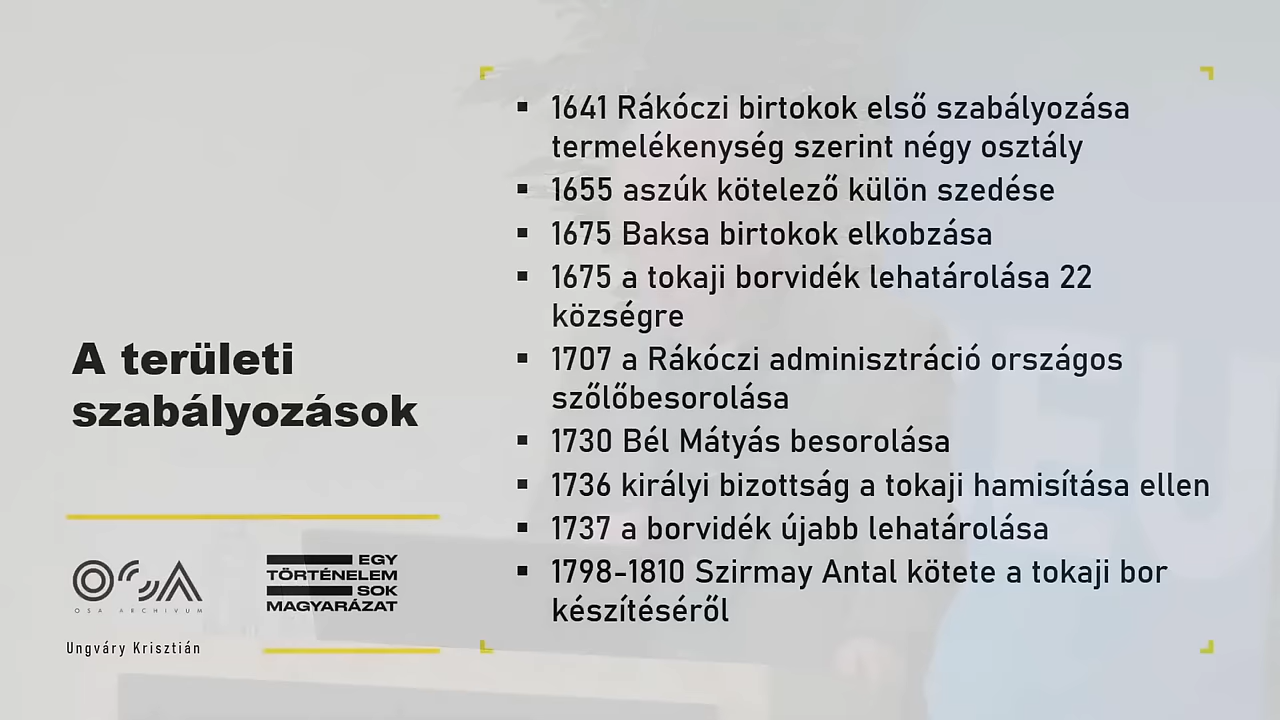 A területi
szabályozások
OSA
OSA ARCHIVUM
EGY
TÖRTÉNELEM
SOK
MAGYARÁZAT
Ungváry Krisztián
▪ 1641 Rákóczi birtokok első szabályozása
termelékenység szerint négy osztály
▪ 1655 aszúk kötelező külön szedése
▪ 1675 Baksa birtokok elkobzása
▪ 1675 a tokaji borvidék lehatárolása 22
községre
▪ 1707 a Rákóczi adminisztráció országos
szőlőbesorolása
▪ 1730 Bél Mátyás besorolása
▪ 1736 királyi bizottság a tokaji hamisítása ellen
▪ 1737 a borvidék újabb lehatárolása
▪ 1798-1810 Szirmay Antal kötete a tokaji bor
készítéséről
EU